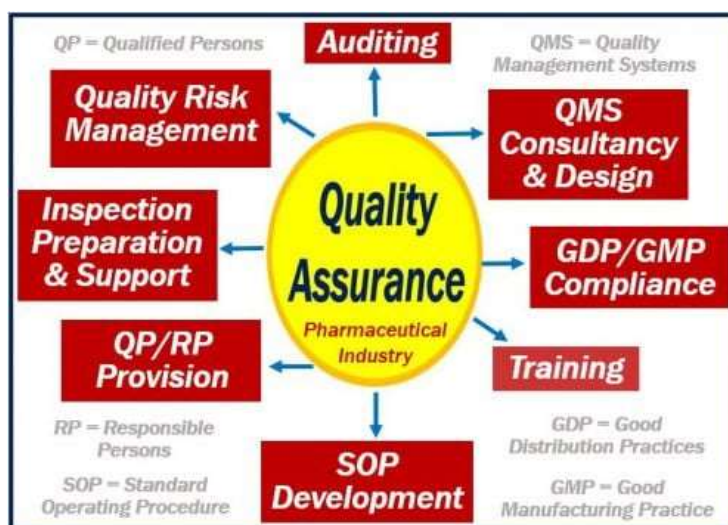 QP = Qualified Persons
Auditing
QMS = Quality
Management Systems
Quality Risk
Management
QMS
Consultancy
& Design
Inspection
Preparation
& Support
Quality
Assurance
Pharmaceutical
Industry
GDP/GMP
Compliance
QP/RP
Provision
Training
RP = Responsible
Persons
SOP = Standard
Operating Procedure
SOP
Development
GDP = Good
Distribution Practices
GMP = Good
Manufacturing Practice